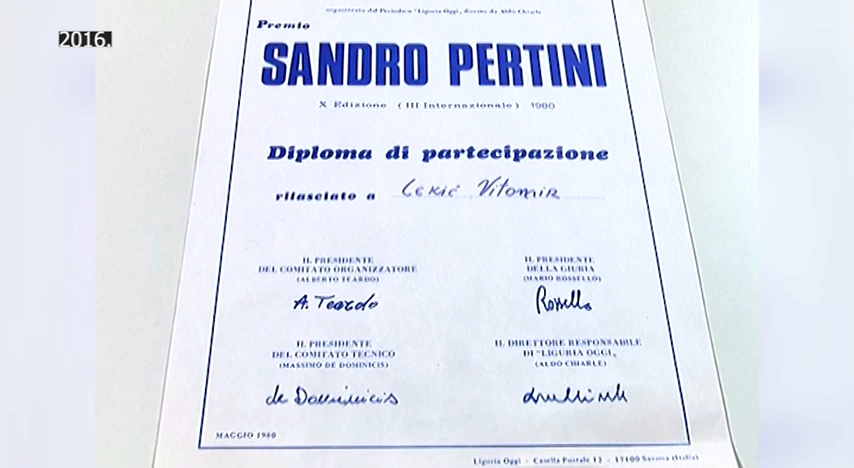 organizzato dal Periodico "Liguria Oggi, diretto da Aldo Chiarle
2016.
Premio
SANDRO PERTINI
X Edizione ( III Internazionale ) 1980
Diploma di partecipazione
rilasciato a Cekić Vitomir
IL PRESIDENTE
DEL COMITATO ORGANIZZATORE
(ALBERTO TEARDO)
A. Teardo
IL PRESIDENTE
DELLA GIURIA
(MARIO ROSSELLO)
Rossello
IL PRESIDENTE
DEL COMITATO TECNICO
(MASSIMO DE DOMINICIS)
de Dominicis
IL DIRETTORE RESPONSABILE
DI "LIGURIA OGGI„
(ALDO CHIARLE)
MAGGIO 1980
Liguria Oggi - Casella Postale 12 - 17100 Savona (Italia)